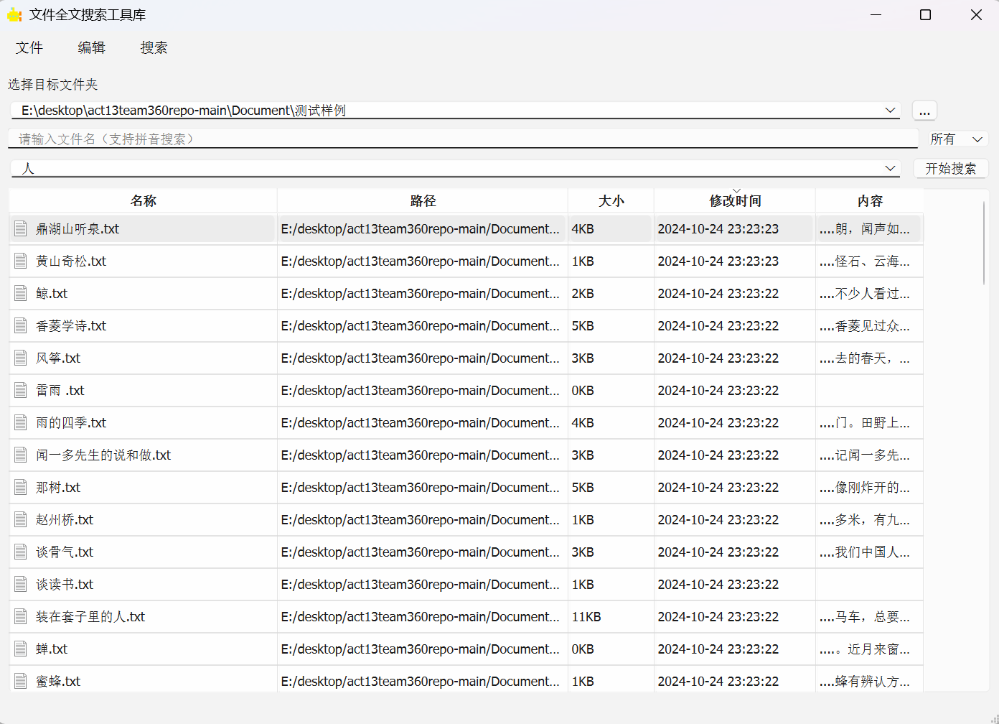 文件全文搜索工具库
文件 编辑 搜索
选择目标文件夹
E:\desktop\act13team360repo-main\Document\测试样例 ...
请输入文件名（支持拼音搜索） 所有
人 开始搜索
名称 路径 大小 修改时间 内容
鼎湖山听泉.txt E:/desktop/act13team360repo-main/Document... 4KB 2024-10-24 23:23:23 ....朗，闻声如...
黄山奇松.txt E:/desktop/act13team360repo-main/Document... 1KB 2024-10-24 23:23:23 ....怪石、云海...
鲸.txt E:/desktop/act13team360repo-main/Document... 2KB 2024-10-24 23:23:22 ....不少人看过...
香菱学诗.txt E:/desktop/act13team360repo-main/Document... 5KB 2024-10-24 23:23:22 ....香菱见过众...
风筝.txt E:/desktop/act13team360repo-main/Document... 3KB 2024-10-24 23:23:22 ....去的春天，...
雷雨 .txt E:/desktop/act13team360repo-main/Document... 0KB 2024-10-24 23:23:22
雨的四季.txt E:/desktop/act13team360repo-main/Document... 4KB 2024-10-24 23:23:22 ....门。田野上...
闻一多先生的说和做.txt E:/desktop/act13team360repo-main/Document... 3KB 2024-10-24 23:23:22 ....记闻一多先...
那树.txt E:/desktop/act13team360repo-main/Document... 5KB 2024-10-24 23:23:22 ....像刚炸开的...
赵州桥.txt E:/desktop/act13team360repo-main/Document... 1KB 2024-10-24 23:23:22 ....多米，有九...
谈骨气.txt E:/desktop/act13team360repo-main/Document... 3KB 2024-10-24 23:23:22 ....我们中国人...
谈读书.txt E:/desktop/act13team360repo-main/Document... 1KB 2024-10-24 23:23:22
装在套子里的人.txt E:/desktop/act13team360repo-main/Document... 11KB 2024-10-24 23:23:22 ....马车，总要...
蝉.txt E:/desktop/act13team360repo-main/Document... 0KB 2024-10-24 23:23:22 ....。近月来窗...
蜜蜂.txt E:/desktop/act13team360repo-main/Document... 1KB 2024-10-24 23:23:22 ....蜂有辨认方...